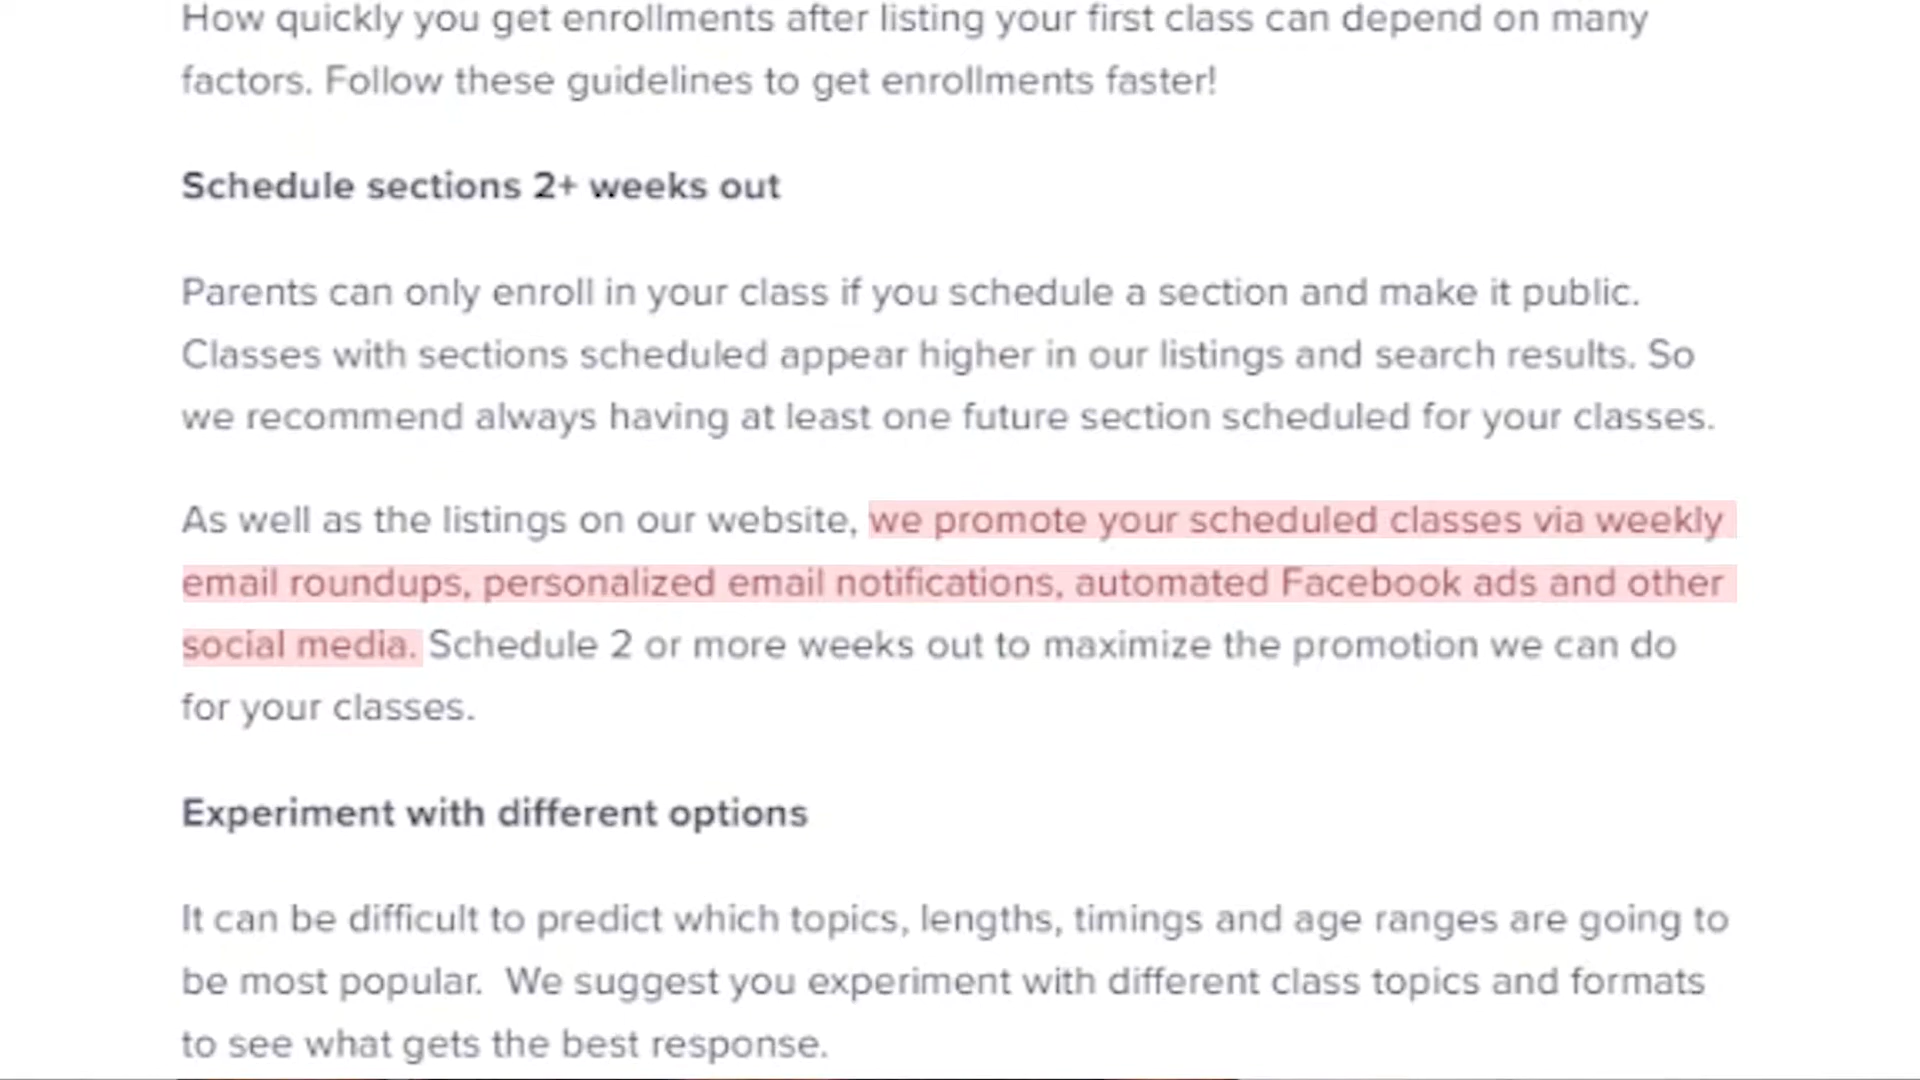 How quickly you get enrollments after listing your first class can depend on many
factors. Follow these guidelines to get enrollments faster!
Schedule sections 2+ weeks out
Parents can only enroll in your class if you schedule a section and make it public.
Classes with sections scheduled appear higher in our listings and search results. So
we recommend always having at least one future section scheduled for your classes.
As well as the listings on our website, we promote your scheduled classes via weekly
email roundups, personalized email notifications, automated Facebook ads and other
social media. Schedule 2 or more weeks out to maximize the promotion we can do
for your classes.
Experiment with different options
It can be difficult to predict which topics, lengths, timings and age ranges are going to
be most popular.  We suggest you experiment with different class topics and formats
to see what gets the best response.